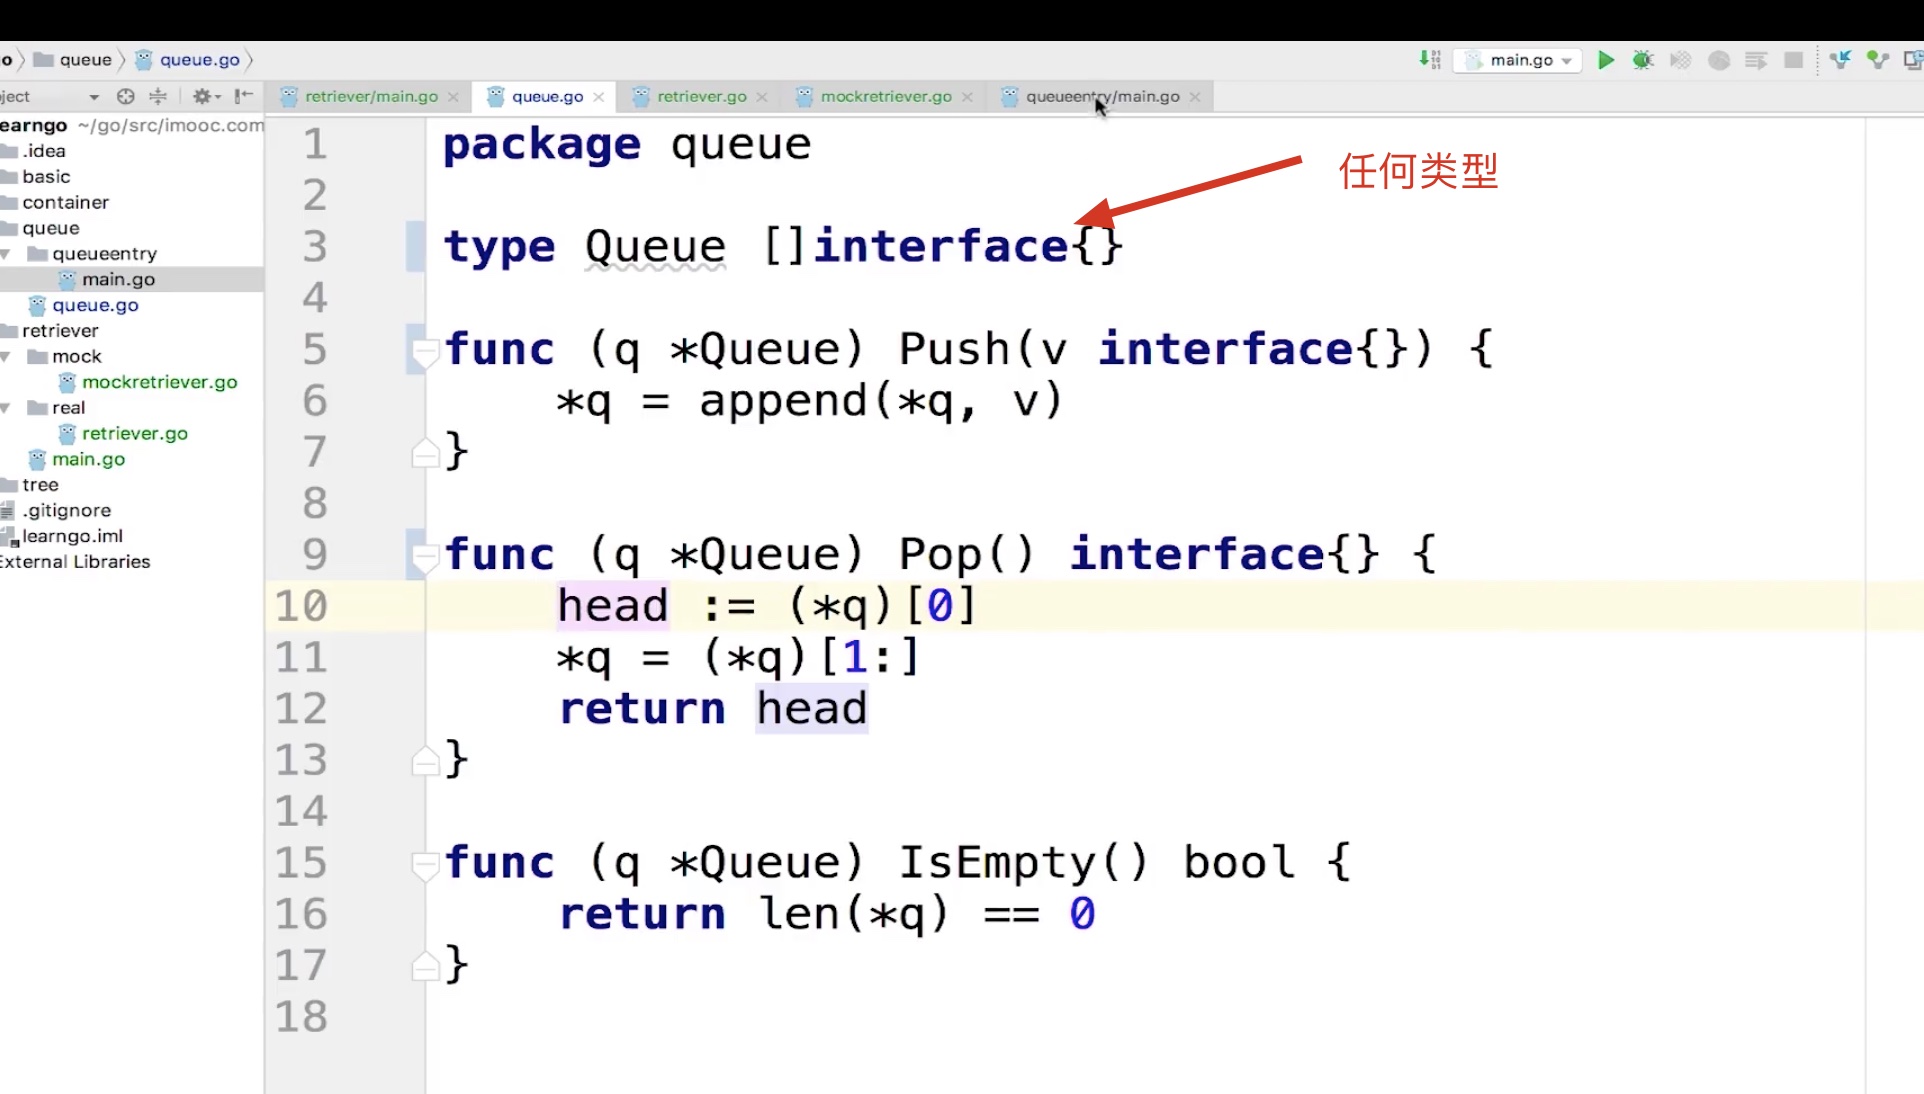 o queue queue.go main.go
ject retriever/main.go queue.go retriever.go mockretriever.go queueentry/main.go
earngo ~/go/src/imooc.com
.idea
basic
container
queue
queueentry
main.go
queue.go
retriever
mock
mockretriever.go
real
retriever.go
main.go
tree
.gitignore
learngo.iml
External Libraries
任何类型
1 package queue
2
3 type Queue []interface{}
4
5 func (q *Queue) Push(v interface{}) {
6 *q = append(*q, v)
7 }
8
9 func (q *Queue) Pop() interface{} {
10 head := (*q)[0]
11 *q = (*q)[1:]
12 return head
13 }
14
15 func (q *Queue) IsEmpty() bool {
16 return len(*q) == 0
17 }
18